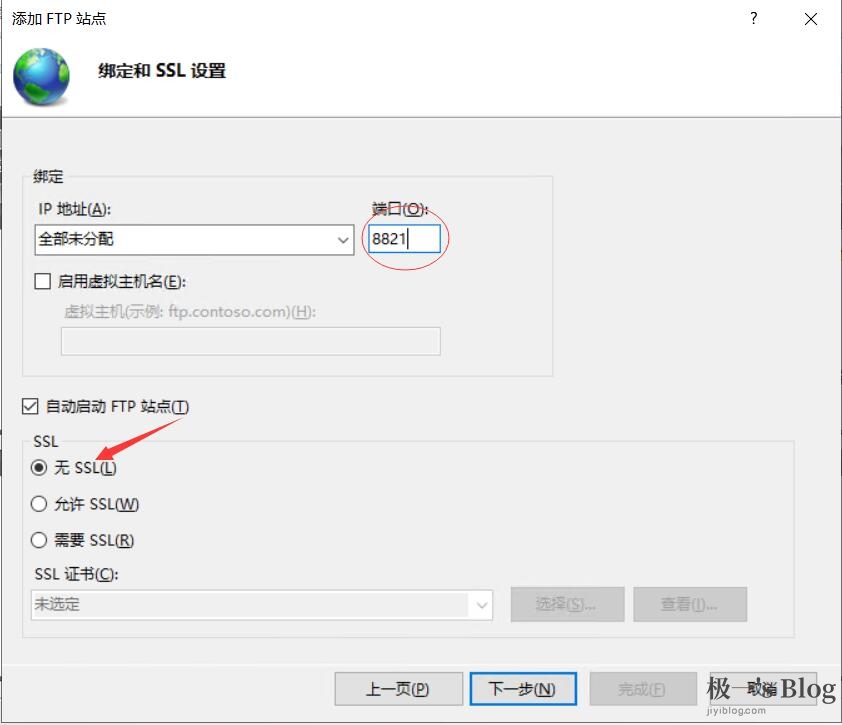 添加 FTP 站点
?
绑定和 SSL 设置
绑定
IP 地址(A): 端口(O):
全部未分配 8821
启用虚拟主机名(E):
虚拟主机(示例: ftp.contoso.com)(H):
自动启动 FTP 站点(T)
SSL
无 SSL(L)
允许 SSL(W)
需要 SSL(R)
SSL 证书(C):
未选定 选择(S)... 查看(I)...
上一页(P) 下一步(N) 完成(F) 取消
极一's Blog
jiyiblog.com